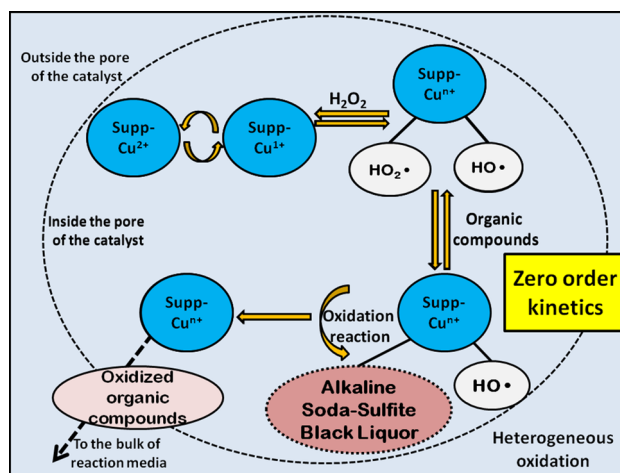 Outside the pore
of the catalyst
Supp-
Cu2+
Supp-
Cu1+
H2O2
Supp-
Cun+
HO2•
HO•
Inside the pore
of the catalyst
Organic
compounds
Zero order
kinetics
Supp-
Cun+
Oxidation
reaction
Supp-
Cun+
Oxidized
organic
compounds
Alkaline
Soda-Sulfite
Black Liquor
HO•
To the bulk of
reaction media
Heterogeneous
oxidation